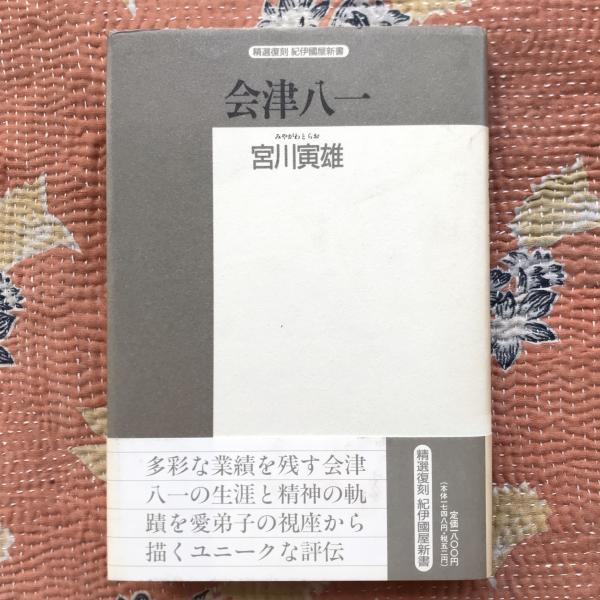 精選復刻 紀伊國屋新書
会津八一
みやがわとらお
宮川寅雄
多彩な業績を残す会津
八一の生涯と精神の軌
蹟を愛弟子の視座から
描くユニークな評伝
精選復刻 紀伊國屋新書
定価一八〇〇円
(本体一七四八円・税五二円)